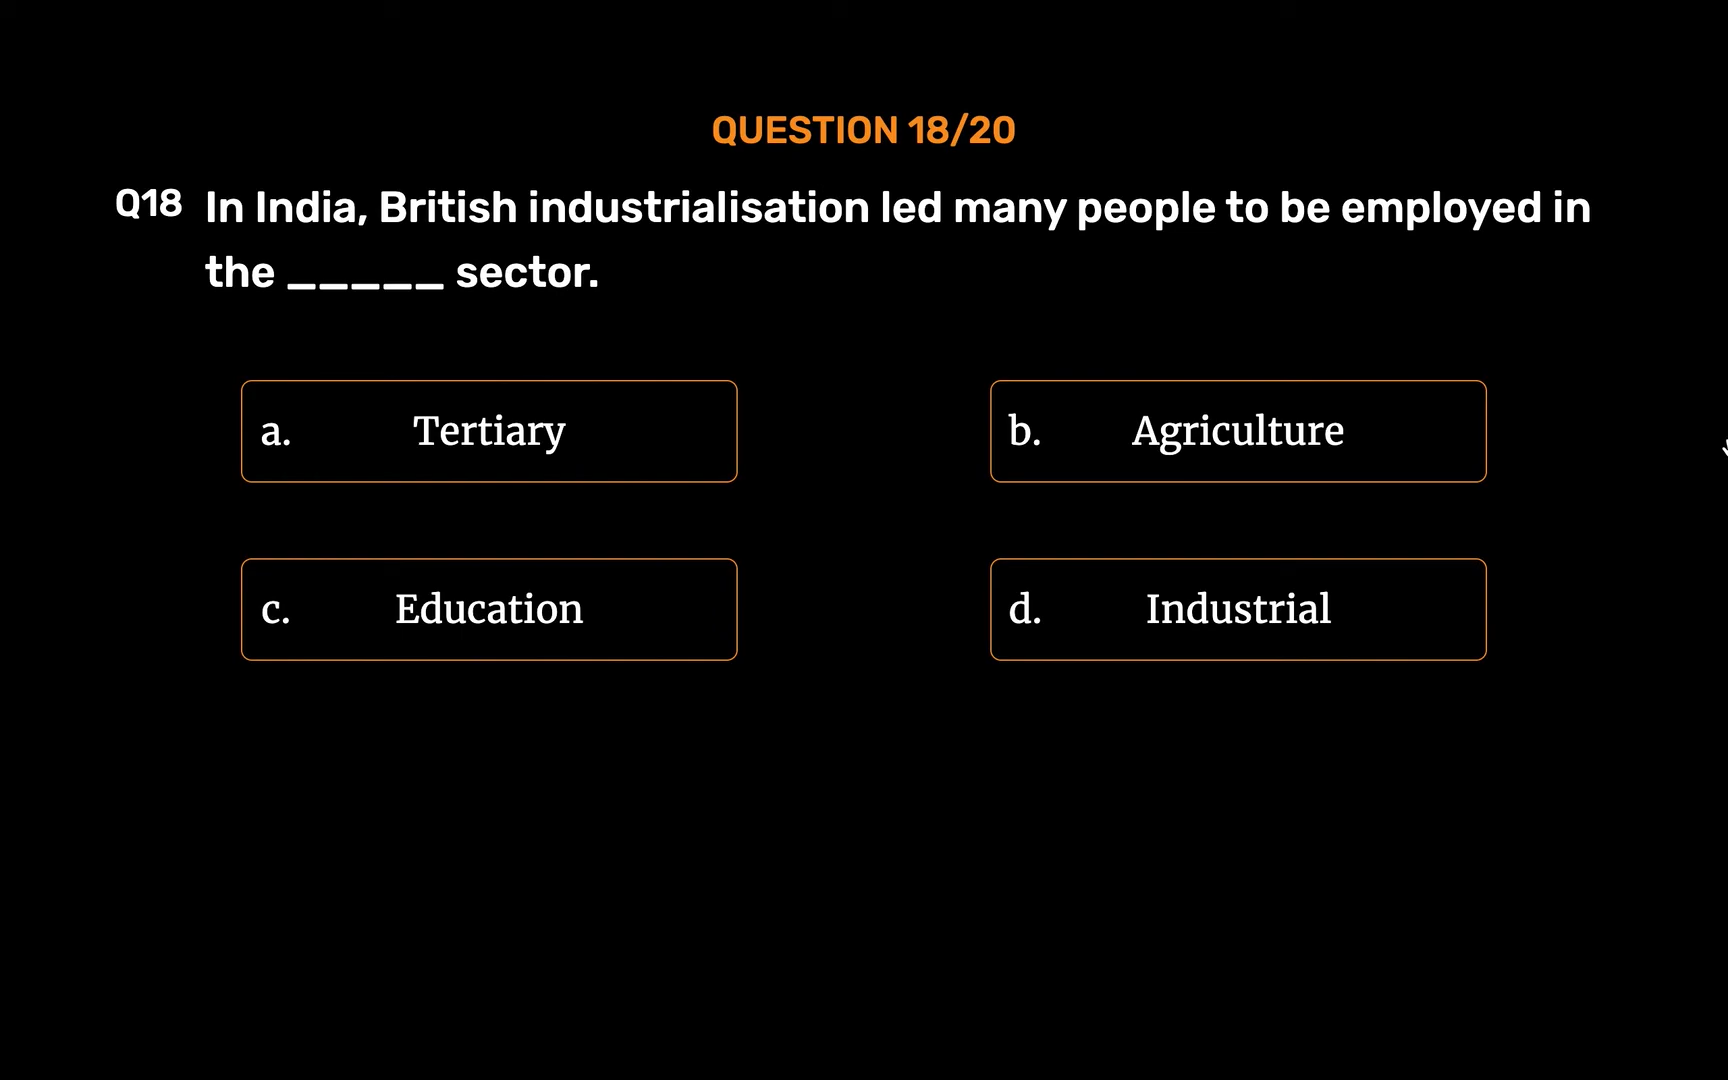 QUESTION 18/20
Q18 In India, British industrialisation led many people to be employed in
the _____ sector.
a. Tertiary
b. Agriculture
c. Education
d. Industrial